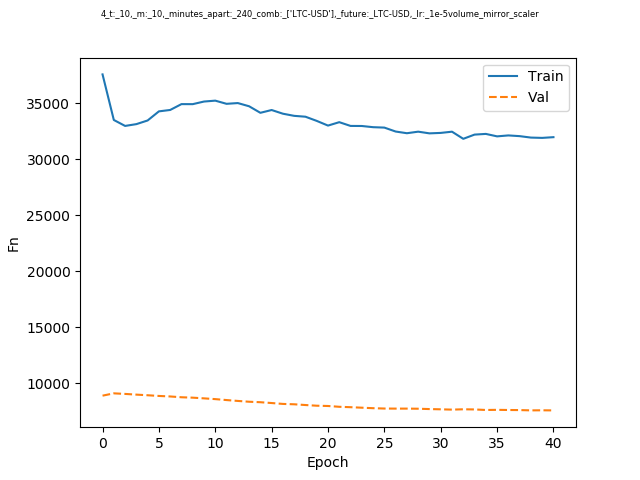 4_t:_10,_m:_10,_minutes_apart:_240_comb:_['LTC-USD'],_future:_LTC-USD,_lr:_1e-5volume_mirror_scaler
Train
Val
35000
30000
25000
20000
15000
10000
Fn
0 5 10 15 20 25 30 35 40
Epoch